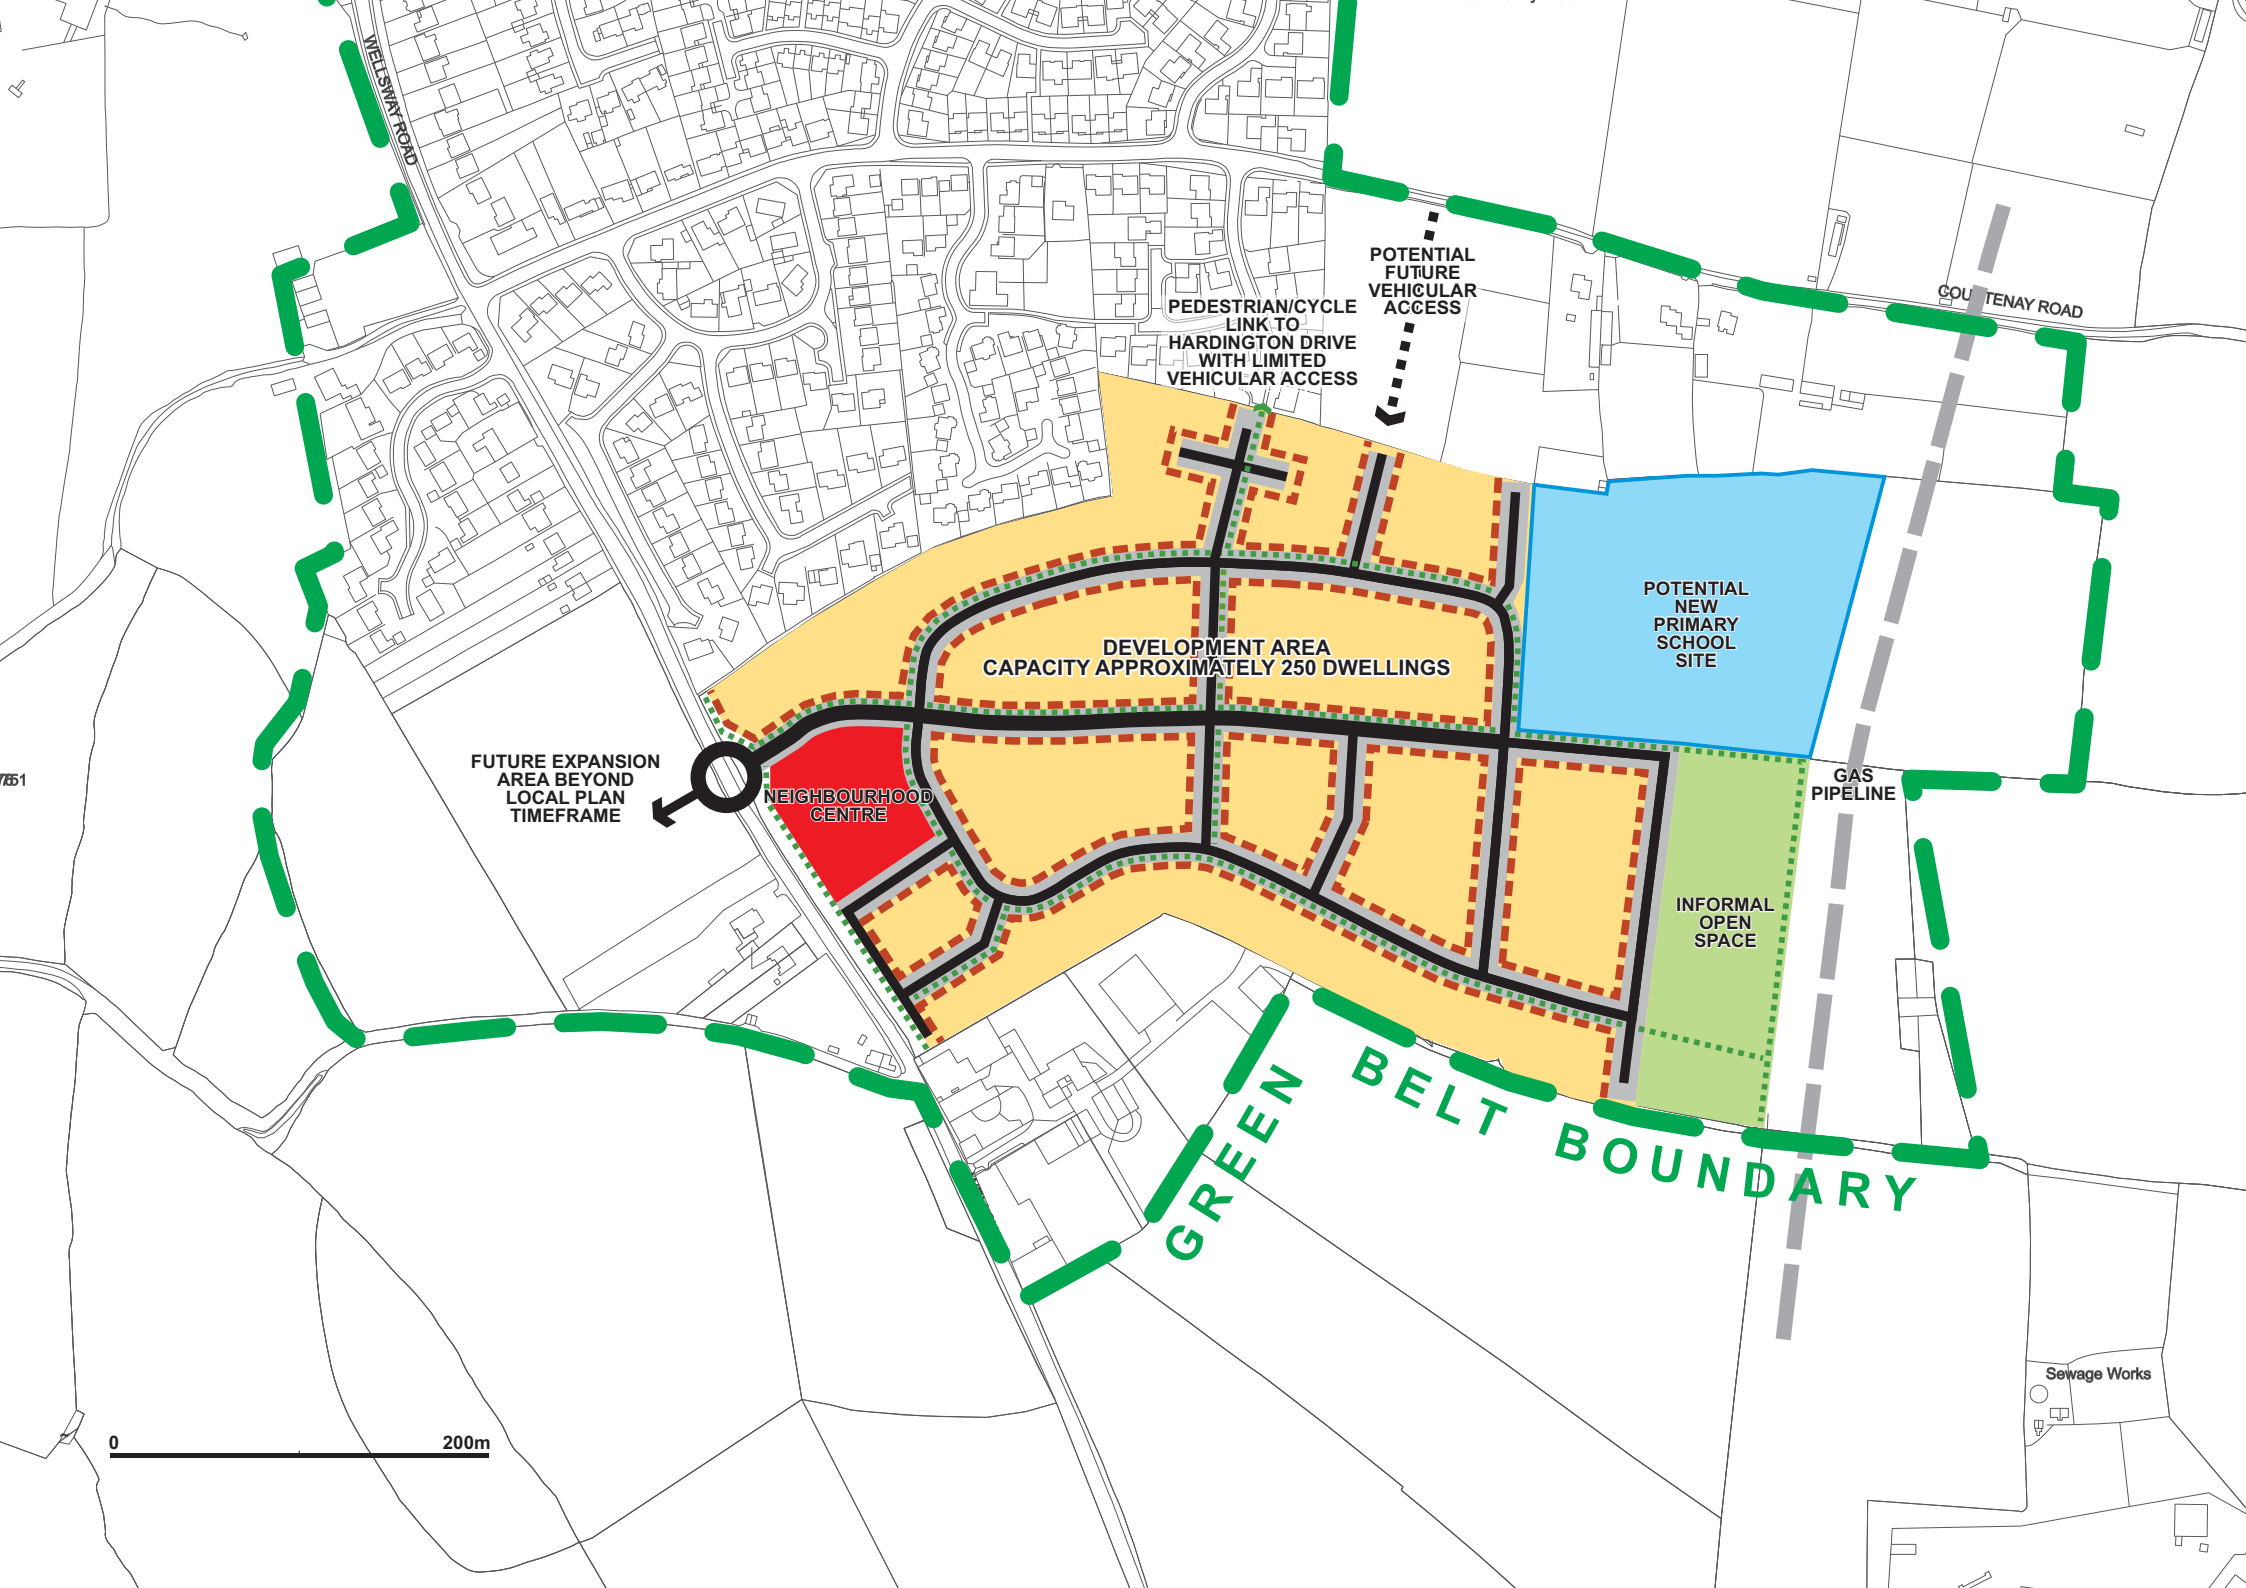 WELLSWAY ROAD
POTENTIAL
FUTURE
VEHICULAR
ACCESS
COURTENAY ROAD
PEDESTRIAN/CYCLE
LINK TO
HARDINGTON DRIVE
WITH LIMITED
VEHICULAR ACCESS
POTENTIAL
NEW
PRIMARY
SCHOOL
SITE
DEVELOPMENT AREA
CAPACITY APPROXIMATELY 250 DWELLINGS
FUTURE EXPANSION
AREA BEYOND
LOCAL PLAN
TIMEFRAME
NEIGHBOURHOOD
CENTRE
GAS
PIPELINE
INFORMAL
OPEN
SPACE
GREEN BELT BOUNDARY
Sewage Works
0 200m